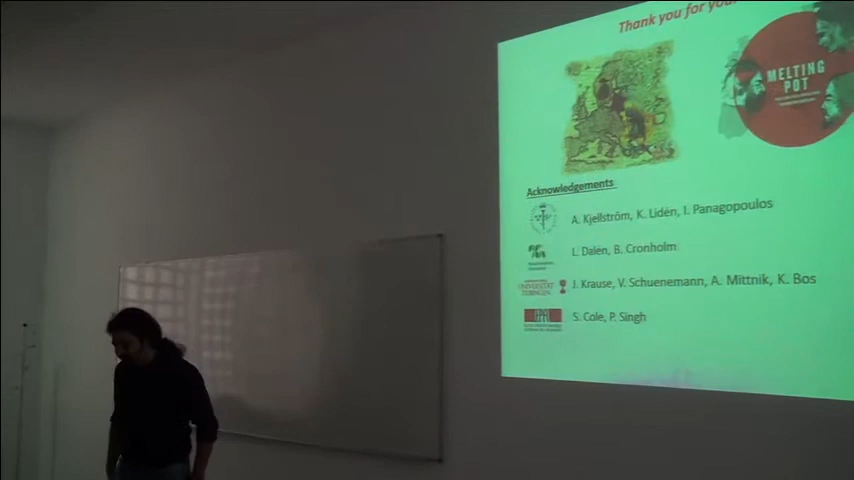 Thank you for your
MELTING
POT
Acknowledgements
A. Kjellström, K. Lidén, I. Panagopoulos
L. Dalén, B. Cronholm
J. Krause, V. Schuenemann, A. Mittnik, K. Bos
UNIVERSITÄT
TÜBINGEN
S. Cole, P. Singh